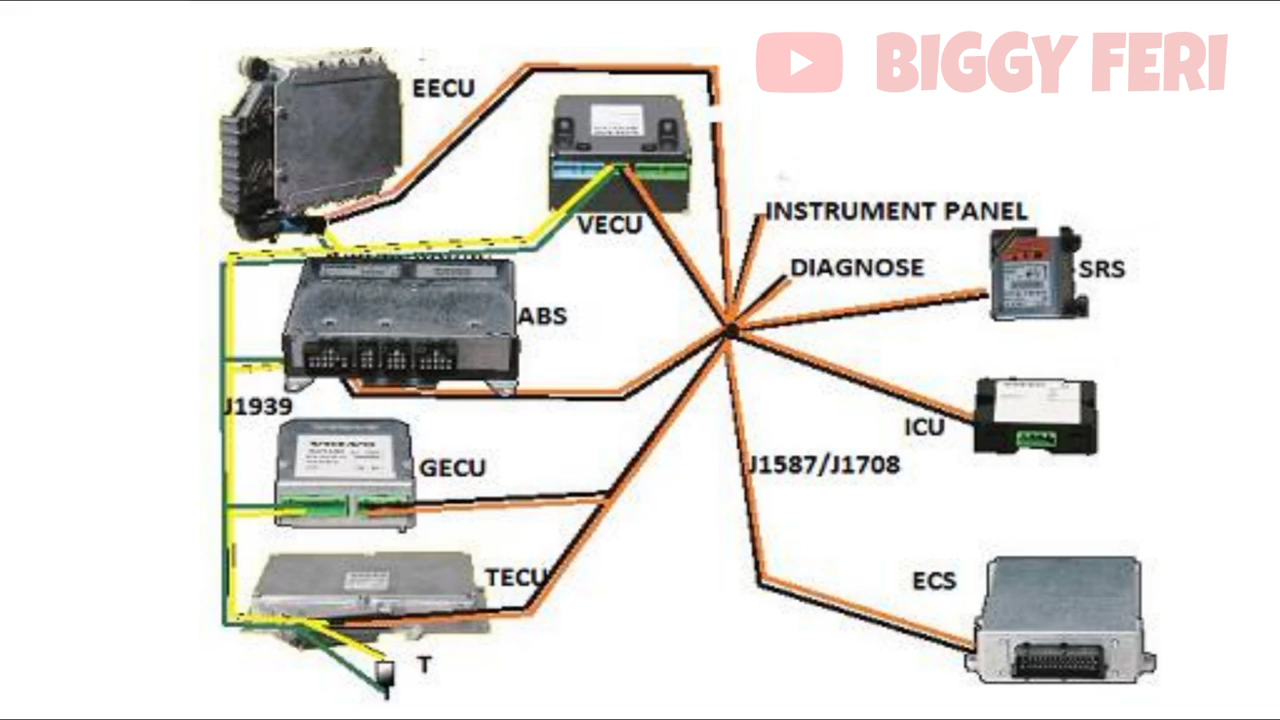 BIGGY FERI
EECU
VECU
INSTRUMENT PANEL
DIAGNOSE
SRS
ABS
J1939
ICU
GECU
J1587/J1708
TECU
ECS
T